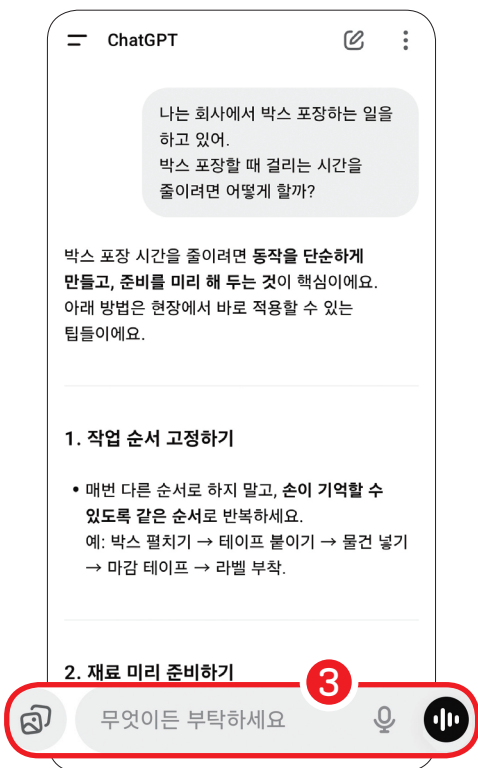 ChatGPT
나는 회사에서 박스 포장하는 일을
하고 있어.
박스 포장할 때 걸리는 시간을
줄이려면 어떻게 할까?
박스 포장 시간을 줄이려면 동작을 단순하게
만들고, 준비를 미리 해 두는 것이 핵심이에요.
아래 방법은 현장에서 바로 적용할 수 있는
팁들이에요.
1. 작업 순서 고정하기
• 매번 다른 순서로 하지 말고, 손이 기억할 수
있도록 같은 순서로 반복하세요.
예: 박스 펼치기 → 테이프 붙이기 → 물건 넣기
→ 마감 테이프 → 라벨 부착.
2. 재료 미리 준비하기
3
무엇이든 부탁하세요